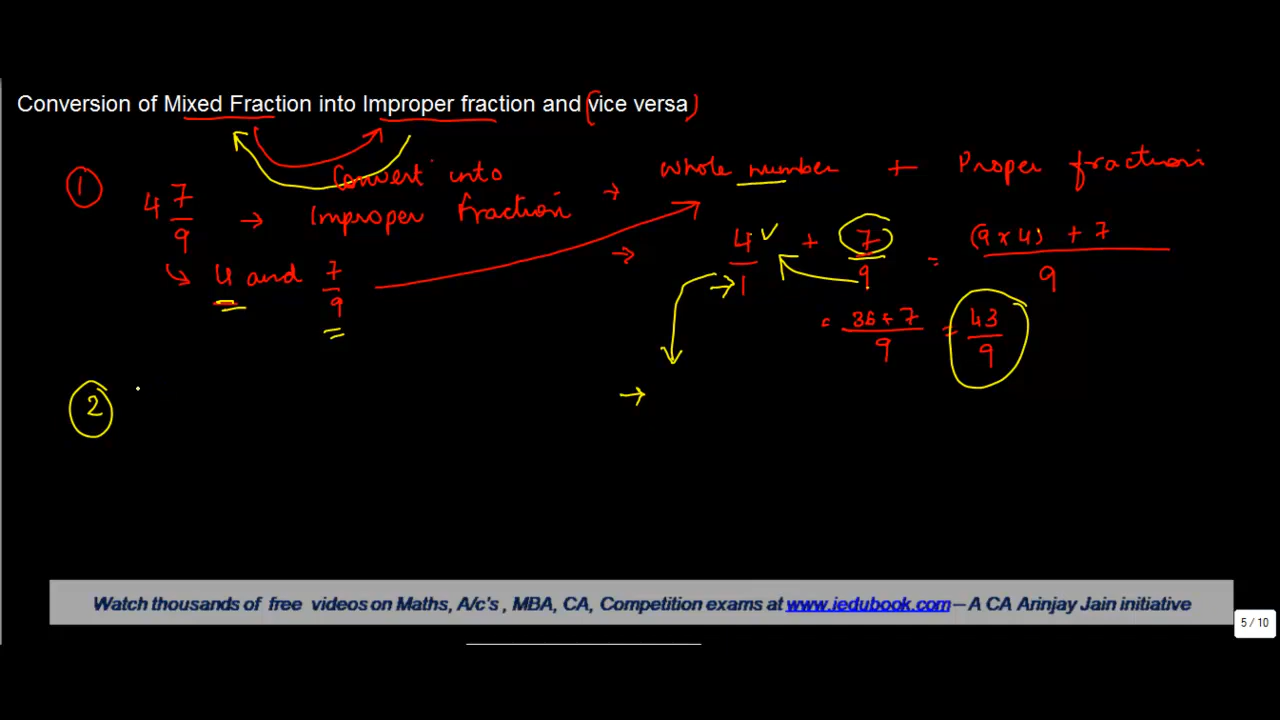 Conversion of Mixed Fraction into Improper fraction and (vice versa)
① 4 7/9 → Convert into Improper fraction → Whole number + Proper fraction
↳ 4 and 7/9 → 4/1 ✓ + 7/9 = (9 x 4) + 7 / 9
= 36 + 7 / 9 = 43/9
② →
Watch thousands of free videos on Maths, A/c's , MBA, CA, Competition exams at www.iedubook.com – A CA Arinjay Jain initiative
5 / 10